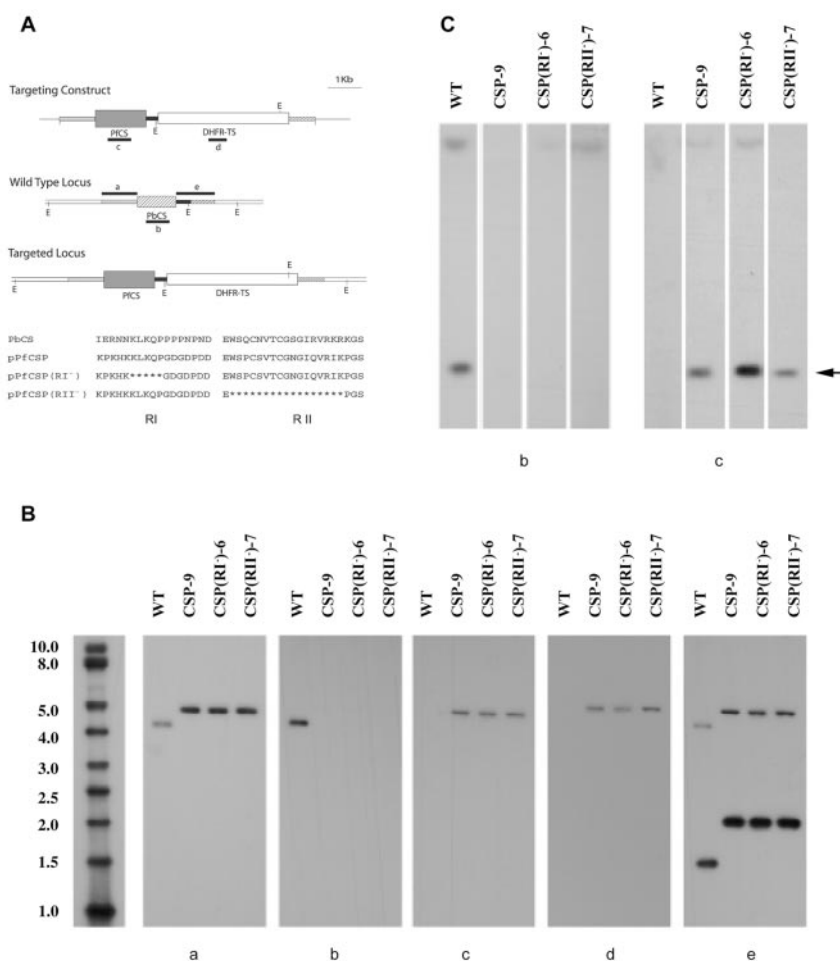 A
1Kb
Targeting Construct
E
PfCS
c
E
DHFR-TS
d
Wild Type Locus
a
e
E
PbCS
b
E
E
Targeted Locus
E
E
PfCS
E
DHFR-TS
E
PbCS IERNNKLKQPPPPNPND EWSQCNVTCGSGIRVRKRKGS
pPfCSP KPKHKKLKQPGDGDPDD EWSPCSVTCGNGIQVRIKPGS
pPfCSP(RI⁻) KPKHK*****GDGDPDD EWSPCSVTCGNGIQVRIKPGS
pPfCSP(RII⁻) KPKHKKLKQPGDGDPDD E*****************PGS
RI R II
C
WT CSP-9 CSP(RI⁻)-6 CSP(RII⁻)-7 WT CSP-9 CSP(RI⁻)-6 CSP(RII⁻)-7
b c
B
WT CSP-9 CSP(RI⁻)-6 CSP(RII⁻)-7 WT CSP-9 CSP(RI⁻)-6 CSP(RII⁻)-7 WT CSP-9 CSP(RI⁻)-6 CSP(RII⁻)-7 WT CSP-9 CSP(RI⁻)-6 CSP(RII⁻)-7 WT CSP-9 CSP(RI⁻)-6 CSP(RII⁻)-7
10.0
8.0
5.0
4.0
3.0
2.5
2.0
1.5
1.0
a b c d e